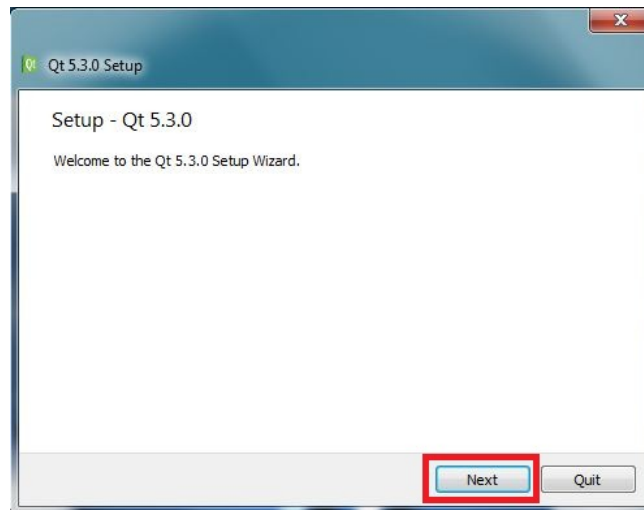 Qt 5.3.0 Setup
Setup - Qt 5.3.0
Welcome to the Qt 5.3.0 Setup Wizard.
Next Quit